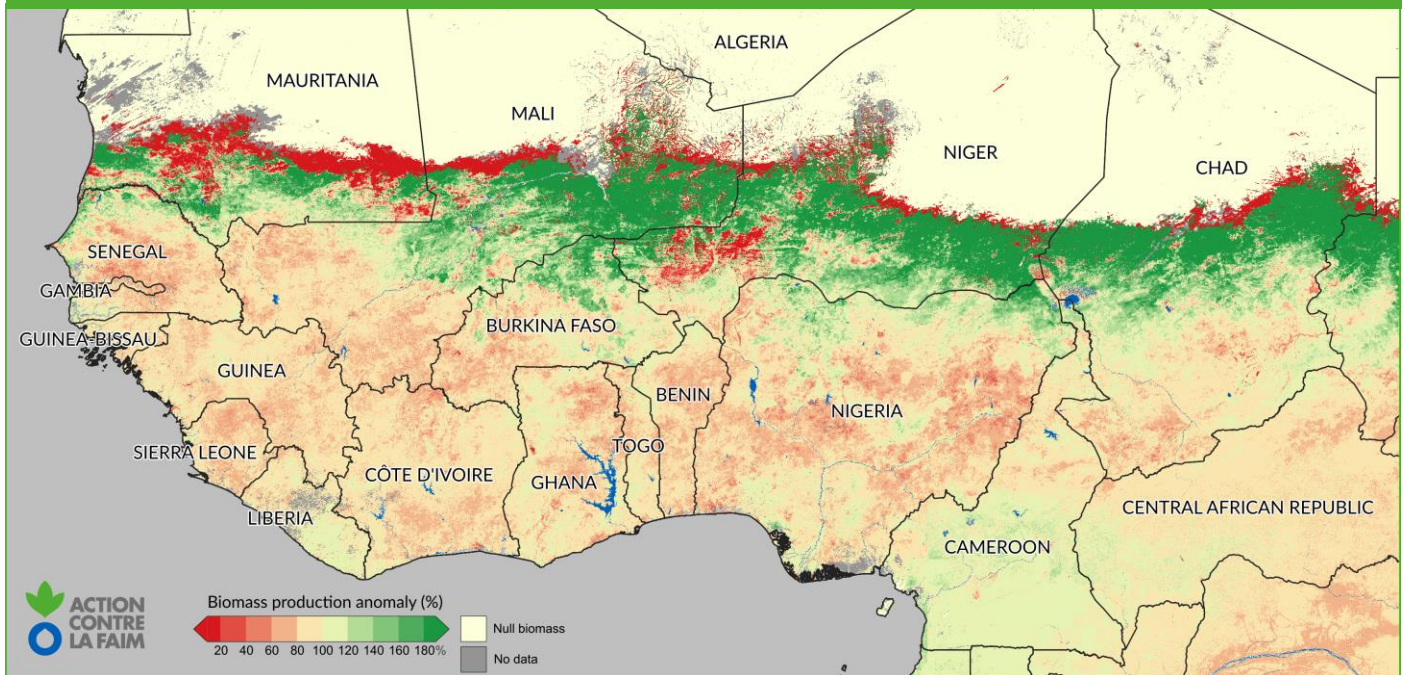 ALGERIA
MAURITANIA
MALI
NIGER
CHAD
SENEGAL
GAMBIA
BURKINA FASO
GUINEA-BISSAU
GUINEA
BENIN
NIGERIA
TOGO
SIERRA LEONE
CÔTE D'IVOIRE
GHANA
CENTRAL AFRICAN REPUBLIC
LIBERIA
CAMEROON
ACTION
CONTRE
LA FAIM
Biomass production anomaly (%)
20 40 60 80 100 120 140 160 180%
Null biomass
No data